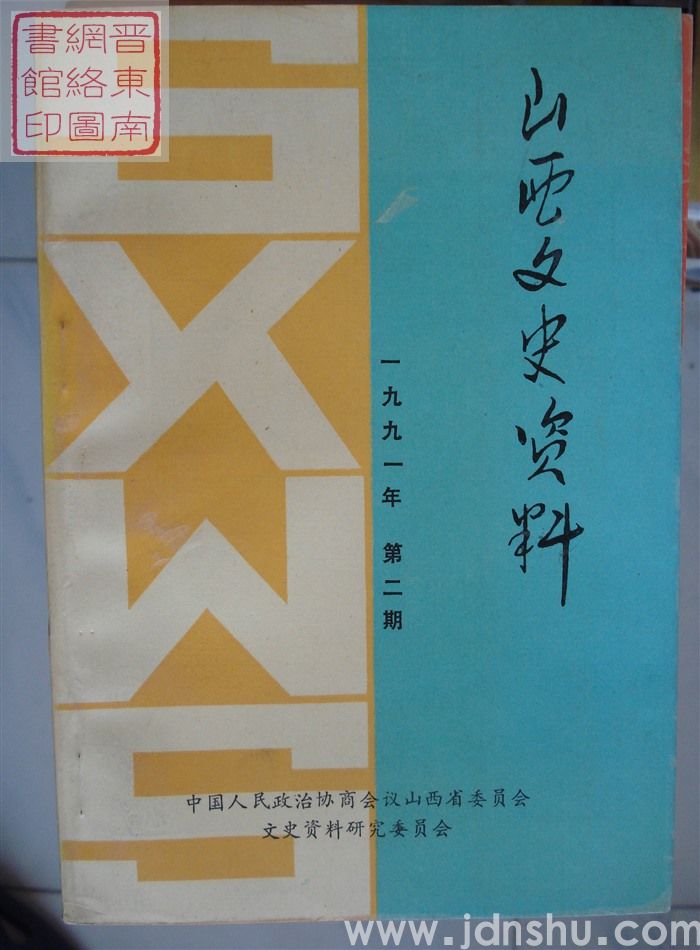 晋東南
網絡圖
書館印
山西文史资料
一九九一年 第二期
SXWS
中国人民政治协商会议山西省委员会
文史资料研究委员会
www.jdnshu.com